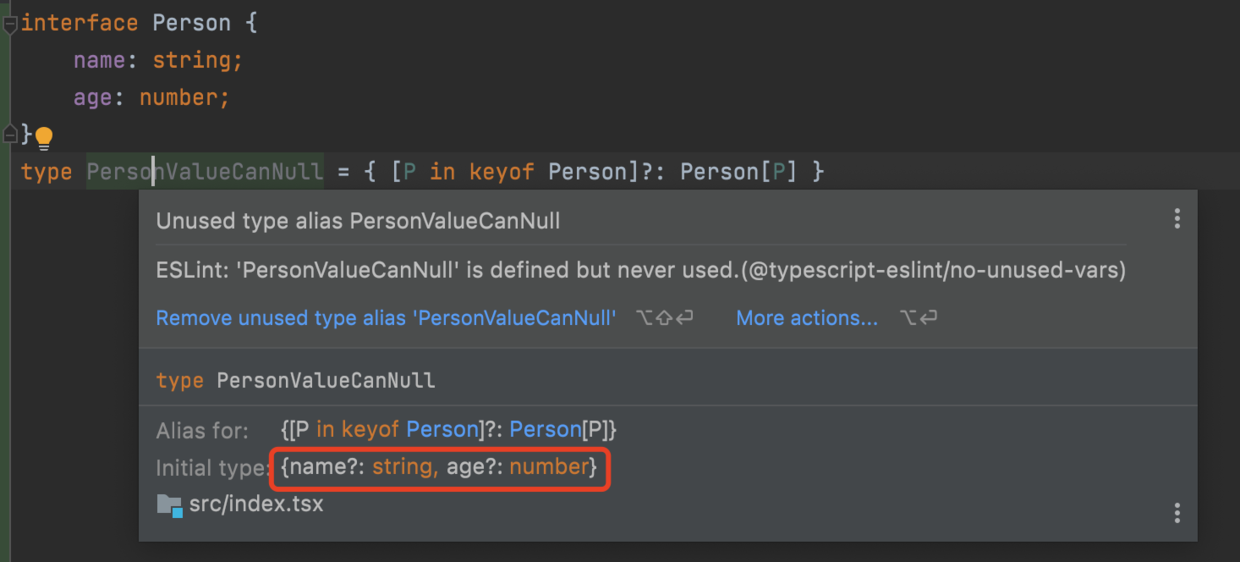 interface Person {
name: string;
age: number;
}
type PersonValueCanNull = { [P in keyof Person]?: Person[P] }
Unused type alias PersonValueCanNull
ESLint: 'PersonValueCanNull' is defined but never used.(@typescript-eslint/no-unused-vars)
Remove unused type alias 'PersonValueCanNull' ⌥⇧⏎ More actions... ⌥⏎
type PersonValueCanNull
Alias for: {[P in keyof Person]?: Person[P]}
Initial type: {name?: string, age?: number}
src/index.tsx